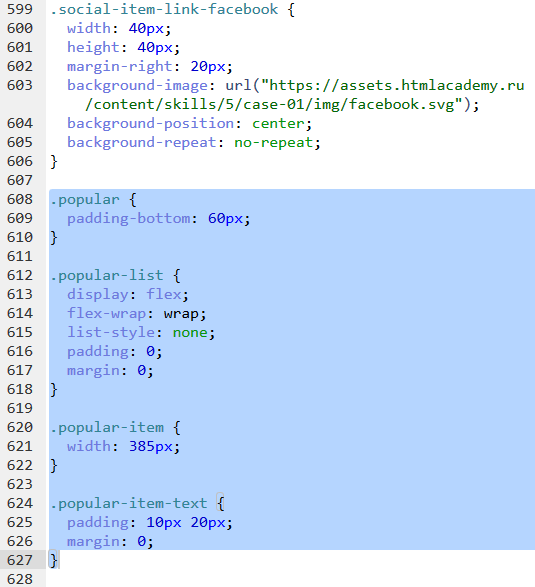 599 .social-item-link-facebook {
600   width: 40px;
601   height: 40px;
602   margin-right: 20px;
603   background-image: url("https://assets.htmlacademy.ru
    /content/skills/5/case-01/img/facebook.svg");
604   background-position: center;
605   background-repeat: no-repeat;
606 }
607
608 .popular {
609   padding-bottom: 60px;
610 }
611
612 .popular-list {
613   display: flex;
614   flex-wrap: wrap;
615   list-style: none;
616   padding: 0;
617   margin: 0;
618 }
619
620 .popular-item {
621   width: 385px;
622 }
623
624 .popular-item-text {
625   padding: 10px 20px;
626   margin: 0;
627 }
628